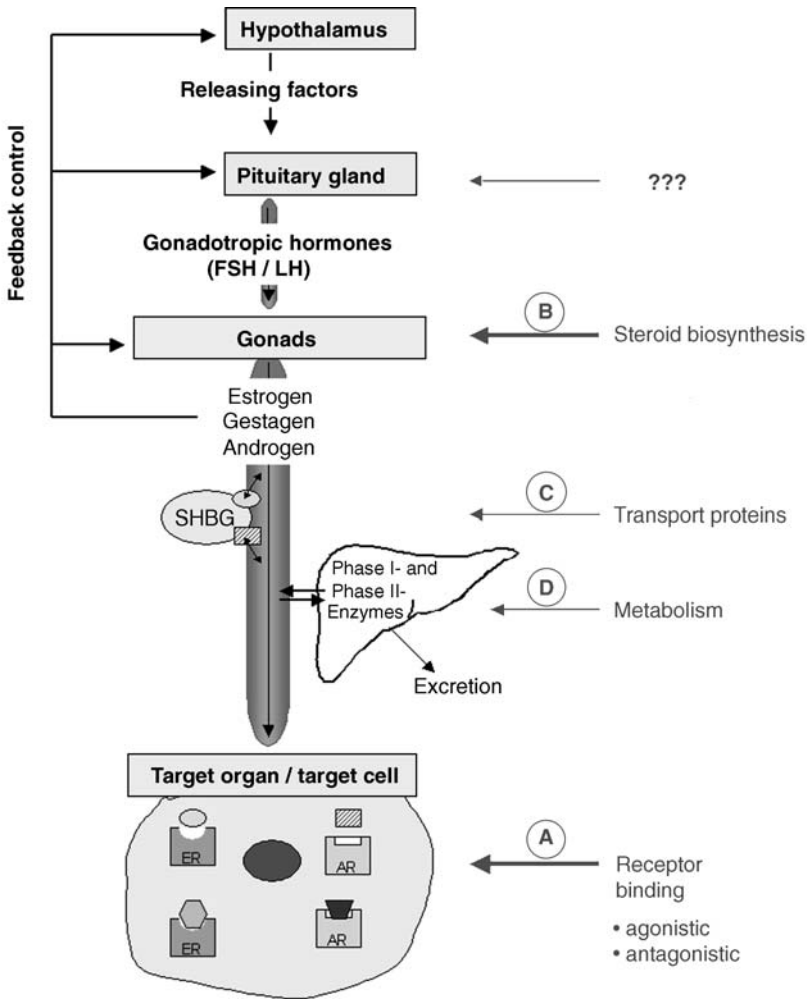 Hypothalamus
Releasing factors
Feedback control
Pituitary gland
???
Gonadotropic hormones
(FSH / LH)
B
Gonads
Steroid biosynthesis
Estrogen
Gestagen
Androgen
SHBG
C
Transport proteins
Phase I- and
Phase II-
Enzymes
D
Metabolism
Excretion
Target organ / target cell
ER
AR
A
Receptor
binding
ER
AR
• agonistic
• antagonistic